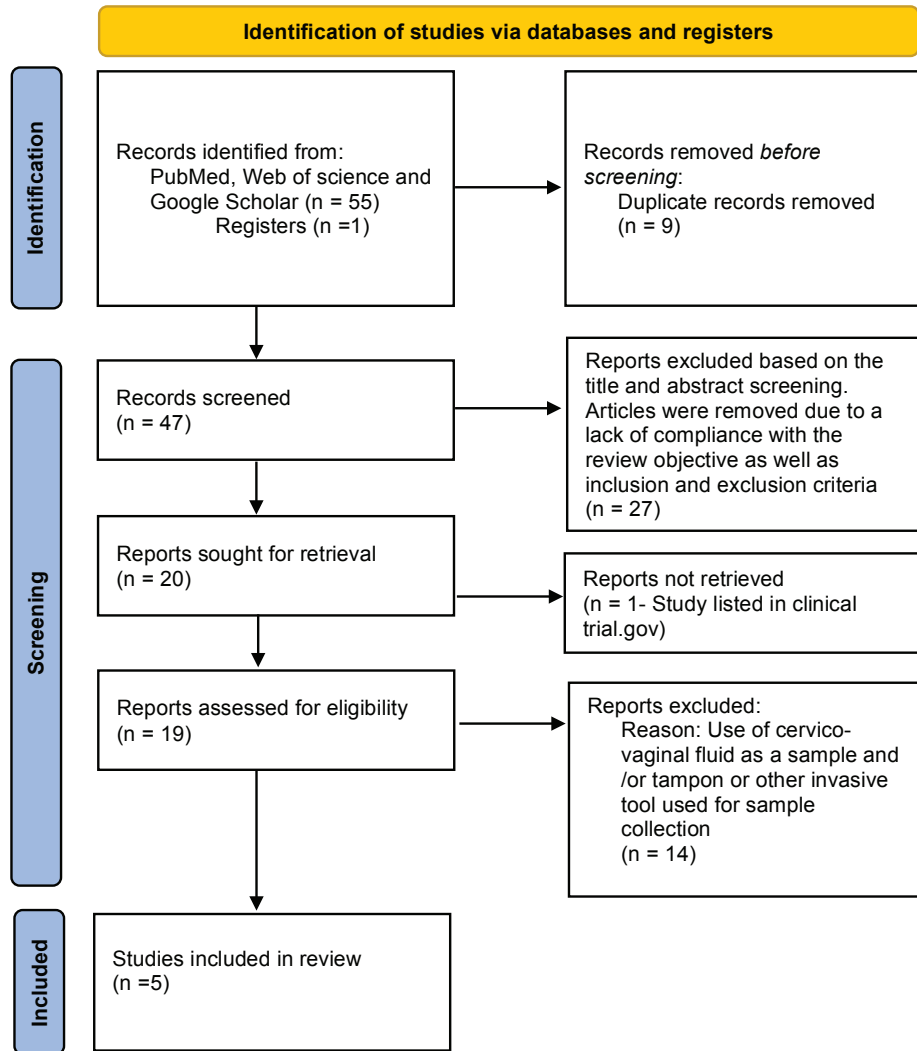 Identification of studies via databases and registers
Identification
Records identified from:
PubMed, Web of science and
Google Scholar (n = 55)
Registers (n =1)
Records removed before
screening:
Duplicate records removed
(n = 9)
Screening
Records screened
(n = 47)
Reports excluded based on the
title and abstract screening.
Articles were removed due to a
lack of compliance with the
review objective as well as
inclusion and exclusion criteria
(n = 27)
Reports sought for retrieval
(n = 20)
Reports not retrieved
(n = 1- Study listed in clinical
trial.gov)
Reports assessed for eligibility
(n = 19)
Reports excluded:
Reason: Use of cervico-
vaginal fluid as a sample and
/or tampon or other invasive
tool used for sample
collection
(n = 14)
Included
Studies included in review
(n =5)